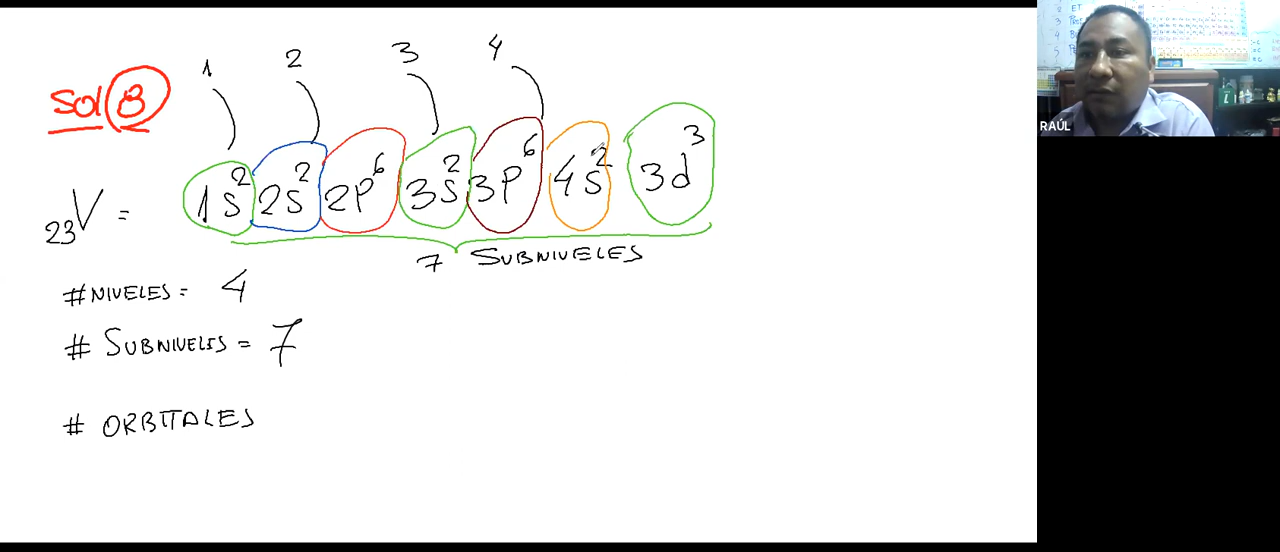 1 2 3 4
Sol 8
₂₃V = 1s² 2s² 2p⁶ 3s² 3p⁶ 4s² 3d³
7 SUBNIVELES
#NIVELES = 4
# SUBNIVELES = 7
# ORBITALES
RAÚL